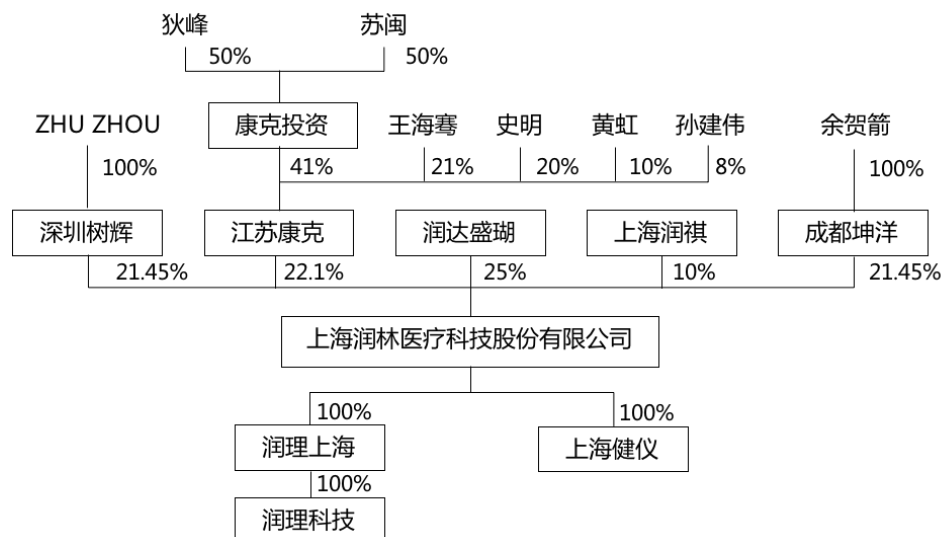 狄峰 苏闽
50% 50%
ZHU ZHOU 康克投资 王海骞 史明 黄虹 孙建伟 余贺箭
100% 41% 21% 20% 10% 8% 100%
深圳树辉 江苏康克 润达盛瑚 上海润祺 成都坤洋
21.45% 22.1% 25% 10% 21.45%
上海润林医疗科技股份有限公司
100% 100%
润理上海 上海健仪
100%
润理科技